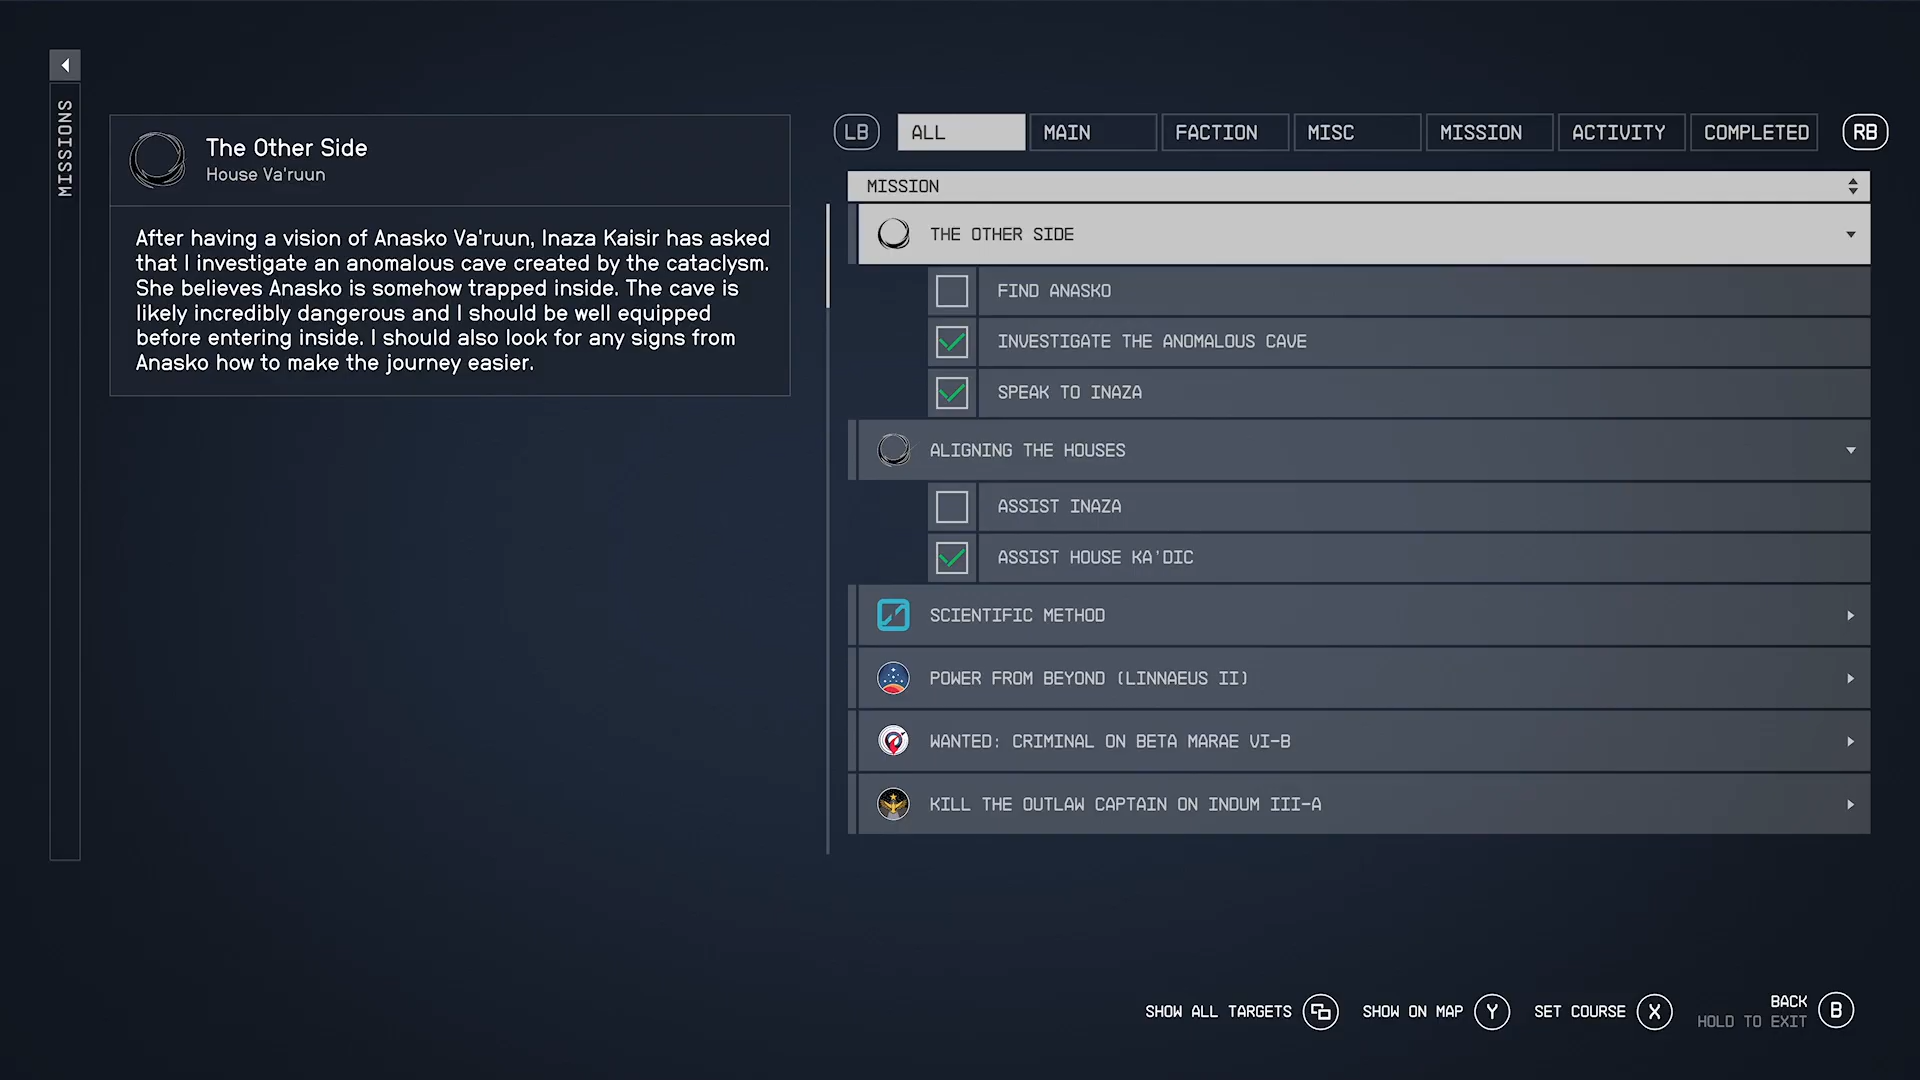 MISSIONS
The Other Side
House Va'ruun
After having a vision of Anasko Va'ruun, Inaza Kaisir has asked
that I investigate an anomalous cave created by the cataclysm.
She believes Anasko is somehow trapped inside. The cave is
likely incredibly dangerous and I should be well equipped
before entering inside. I should also look for any signs from
Anasko how to make the journey easier.
LB ALL MAIN FACTION MISC MISSION ACTIVITY COMPLETED RB
MISSION
THE OTHER SIDE
FIND ANASKO
INVESTIGATE THE ANOMALOUS CAVE
SPEAK TO INAZA
ALIGNING THE HOUSES
ASSIST INAZA
ASSIST HOUSE KA'DIC
SCIENTIFIC METHOD
POWER FROM BEYOND (LINNAEUS II)
WANTED: CRIMINAL ON BETA MARAE VI-B
KILL THE OUTLAW CAPTAIN ON INDUM III-A
SHOW ALL TARGETS SHOW ON MAP Y SET COURSE X BACK B
HOLD TO EXIT